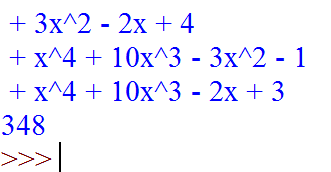 + 3x^2 - 2x + 4
+ x^4 + 10x^3 - 3x^2 - 1
+ x^4 + 10x^3 - 2x + 3
348
>>>